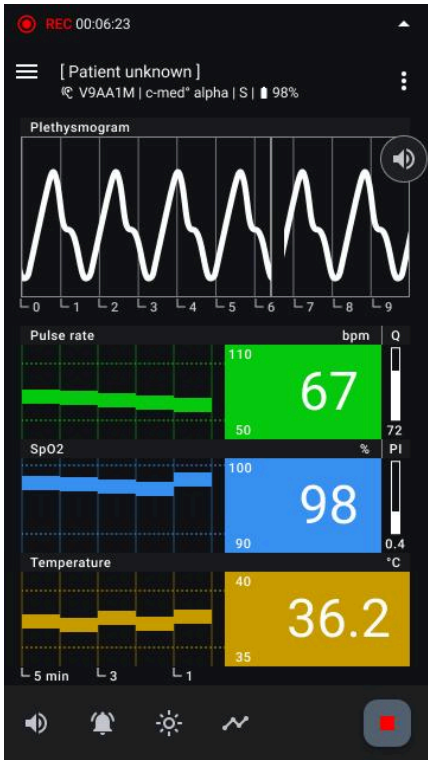 REC 00:06:23
[ Patient unknown ]
V9AA1M | c-med° alpha | S | 98%
Plethysmogram
0 1 2 3 4 5 6 7 8 9
Pulse rate bpm Q
110
67
50
72
SpO2 % PI
100
98
90
0.4
Temperature °C
40
36.2
35
5 min 3 1